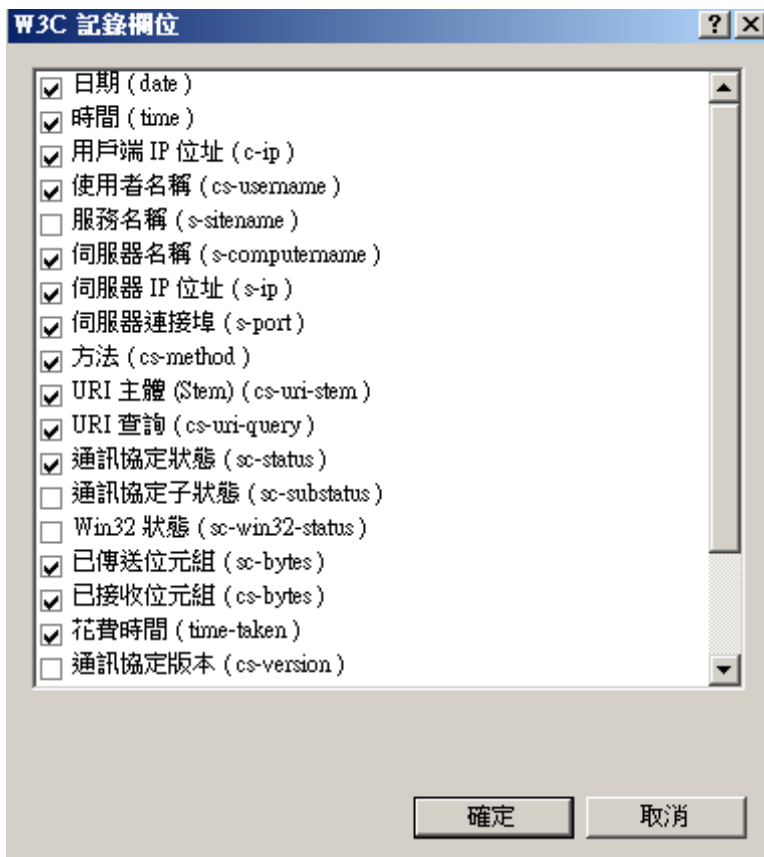 W3C 記錄欄位
日期 ( date )
時間 ( time )
用戶端 IP 位址 ( c-ip )
使用者名稱 ( cs-username )
服務名稱 ( s-sitename )
伺服器名稱 ( s-computername )
伺服器 IP 位址 ( s-ip )
伺服器連接埠 ( s-port )
方法 ( cs-method )
URI 主體 (Stem) ( cs-uri-stem )
URI 查詢 ( cs-uri-query )
通訊協定狀態 ( sc-status )
通訊協定子狀態 ( sc-substatus )
Win32 狀態 ( sc-win32-status )
已傳送位元組 ( sc-bytes )
已接收位元組 ( cs-bytes )
花費時間 ( time-taken )
通訊協定版本 ( cs-version )
確定 取消